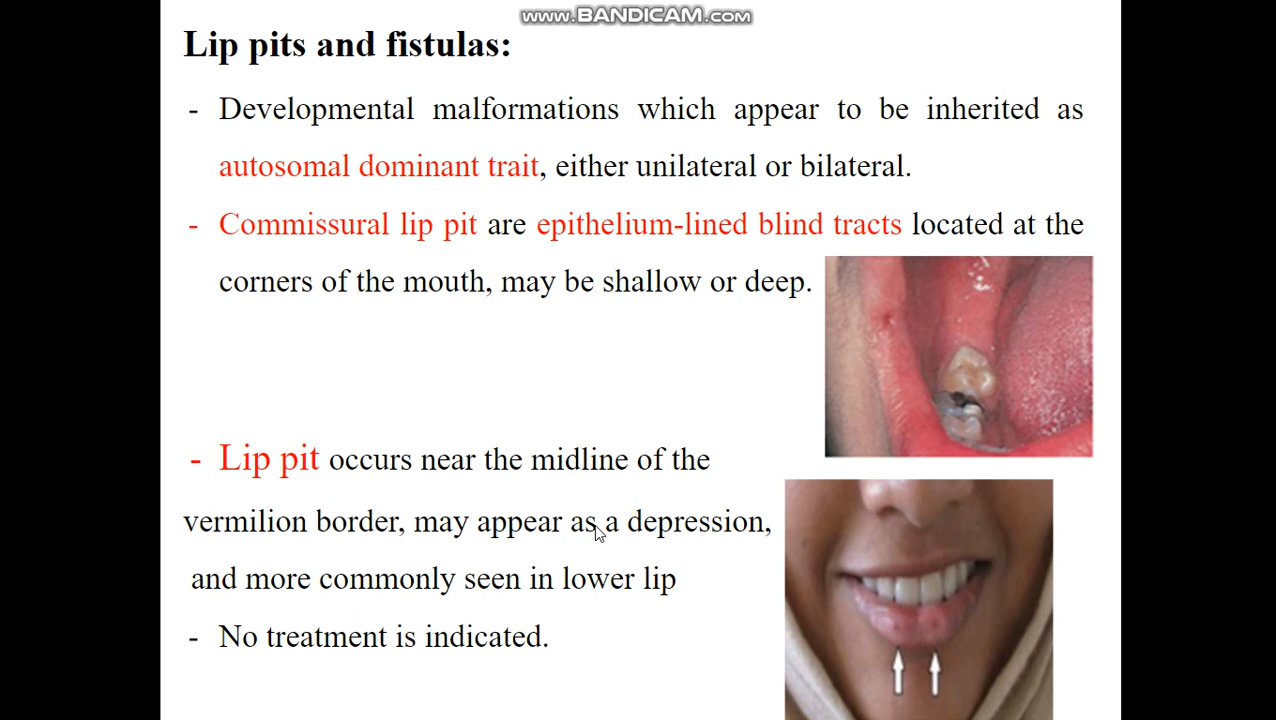 www.BANDICAM.com
Lip pits and fistulas:
- Developmental malformations which appear to be inherited as
autosomal dominant trait, either unilateral or bilateral.
- Commissural lip pit are epithelium-lined blind tracts located at the
corners of the mouth, may be shallow or deep.
- Lip pit occurs near the midline of the
vermilion border, may appear as a depression,
and more commonly seen in lower lip
- No treatment is indicated.